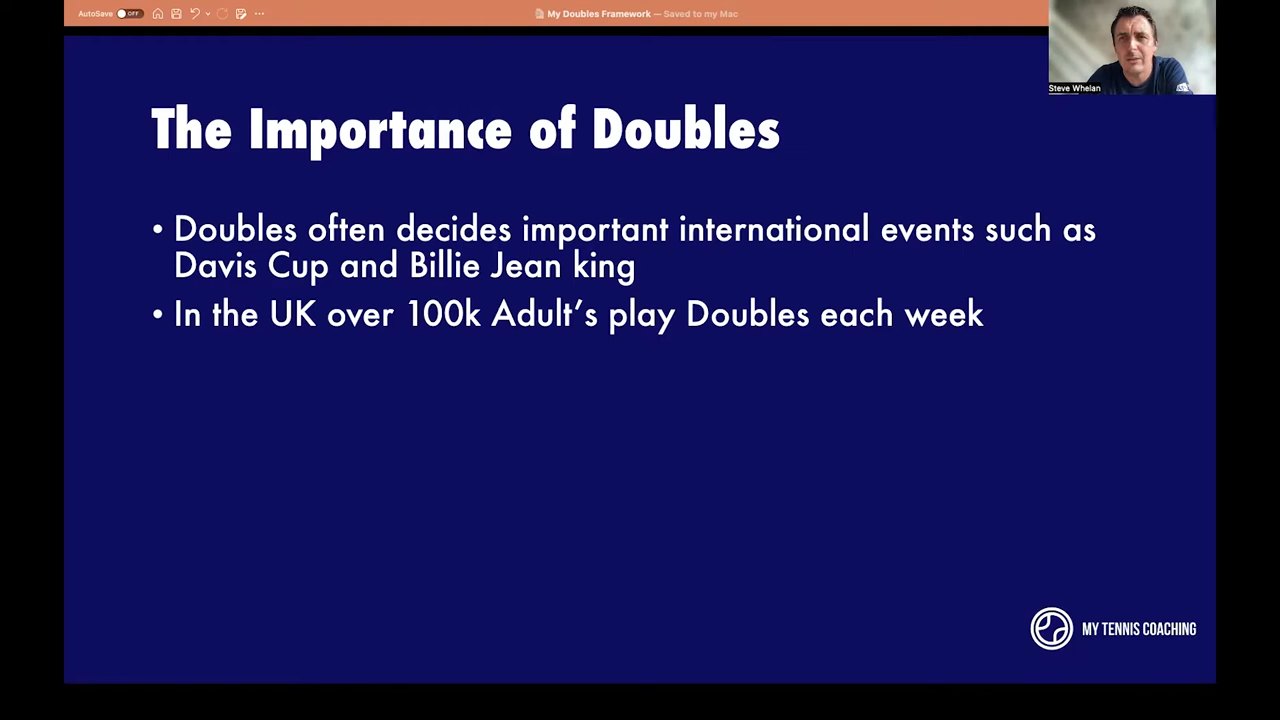 AutoSave OFF
My Doubles Framework — Saved to my Mac
Steve Whelan
The Importance of Doubles
• Doubles often decides important international events such as
Davis Cup and Billie Jean king
• In the UK over 100k Adult’s play Doubles each week
MY TENNIS COACHING